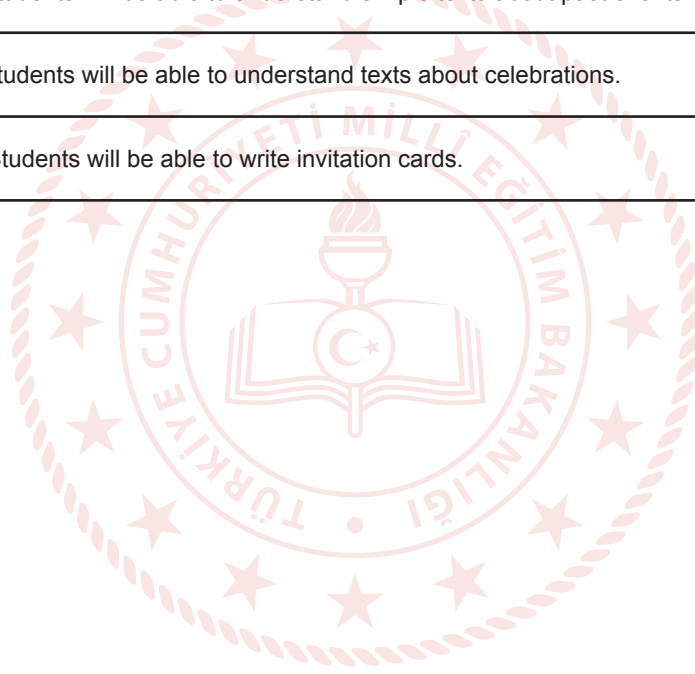 tudents will be able to understand texts about celebrations.
Students will be able to write invitation cards.
TÜRKİYE CUMHURİYETİ MİLLÎ EĞİTİM BAKANLIĞI